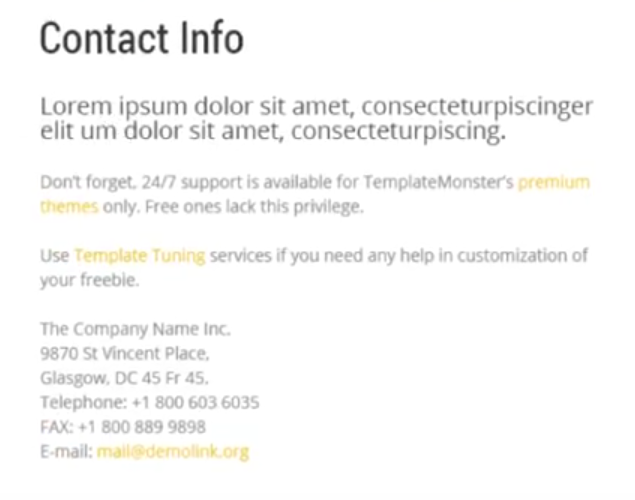 Contact Info
Lorem ipsum dolor sit amet, consecteturpiscinger
elit um dolor sit amet, consecteturpiscing.
Don't forget, 24/7 support is available for TemplateMonster's premium
themes only. Free ones lack this privilege.
Use Template Tuning services if you need any help in customization of
your freebie.
The Company Name Inc.
9870 St Vincent Place,
Glasgow, DC 45 Fr 45.
Telephone: +1 800 603 6035
FAX: +1 800 889 9898
E-mail: mail@demolink.org